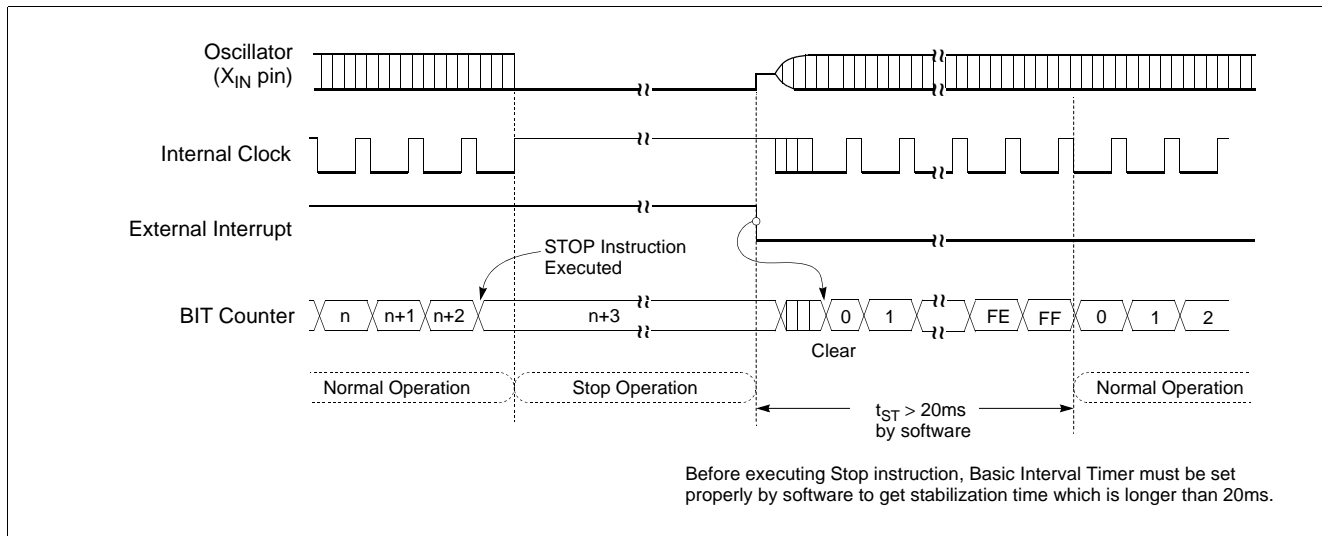 Oscillator
(XIN pin)
Internal Clock
External Interrupt
STOP Instruction
Executed
BIT Counter
n
n+1
n+2
n+3
0
1
FE
FF
0
1
2
Clear
Normal Operation
Stop Operation
Normal Operation
tST > 20ms
by software
Before executing Stop instruction, Basic Interval Timer must be set
properly by software to get stabilization time which is longer than 20ms.